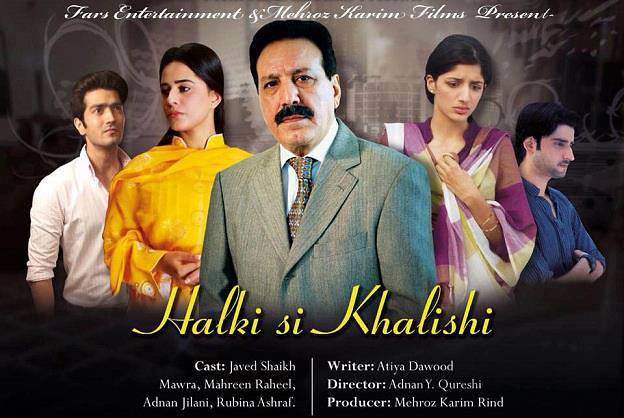 Fars Entertainment & Mehroz Karim Films Present-
Halki si Khalishi
Cast: Javed Shaikh
Mawra, Mahreen Raheel,
Adnan Jilani, Rubina Ashraf.
Writer: Atiya Dawood
Director: Adnan Y. Qureshi
Producer: Mehroz Karim Rind